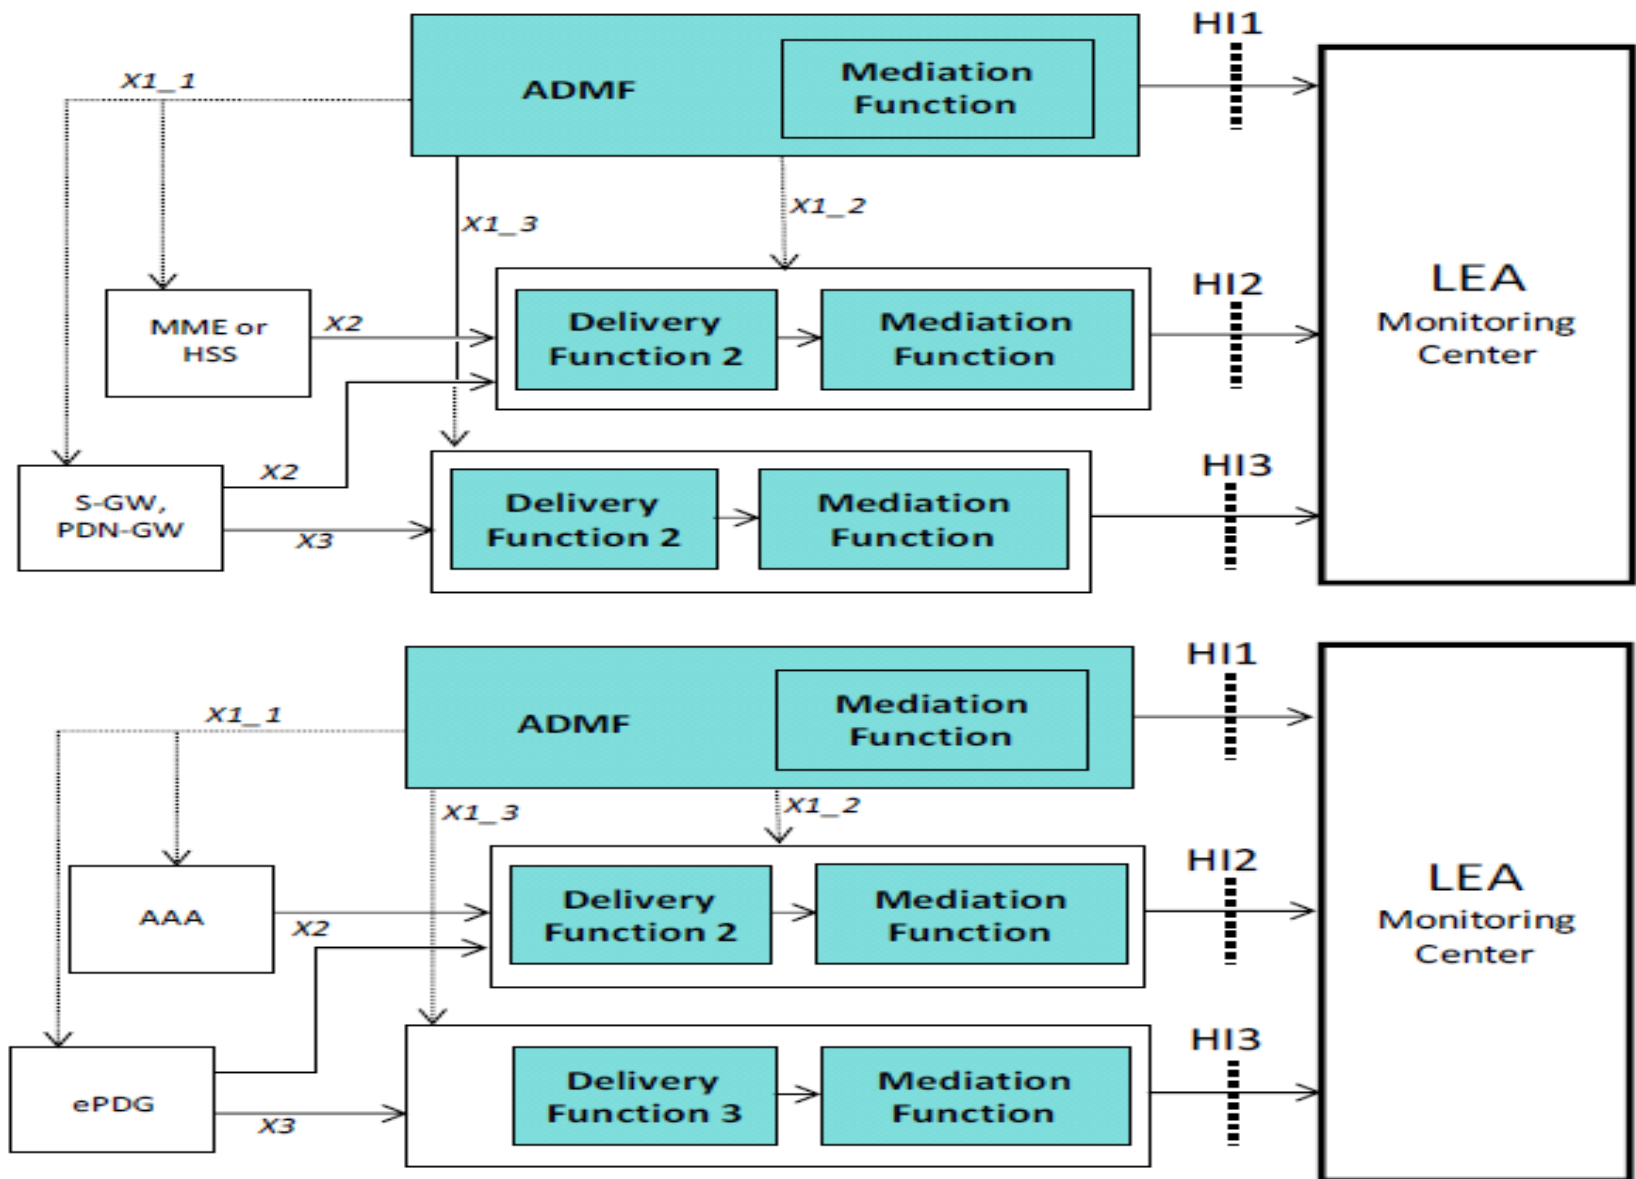 HI1
X1_1
ADMF
Mediation
Function
X1_3
X1_2
HI2
LEA
Monitoring
Center
MME or
HSS
X2
Delivery
Function 2
Mediation
Function
X2
HI3
S-GW,
PDN-GW
X3
Delivery
Function 2
Mediation
Function
HI1
X1_1
ADMF
Mediation
Function
X1_3
X1_2
HI2
LEA
Monitoring
Center
AAA
X2
Delivery
Function 2
Mediation
Function
HI3
ePDG
X3
Delivery
Function 3
Mediation
Function